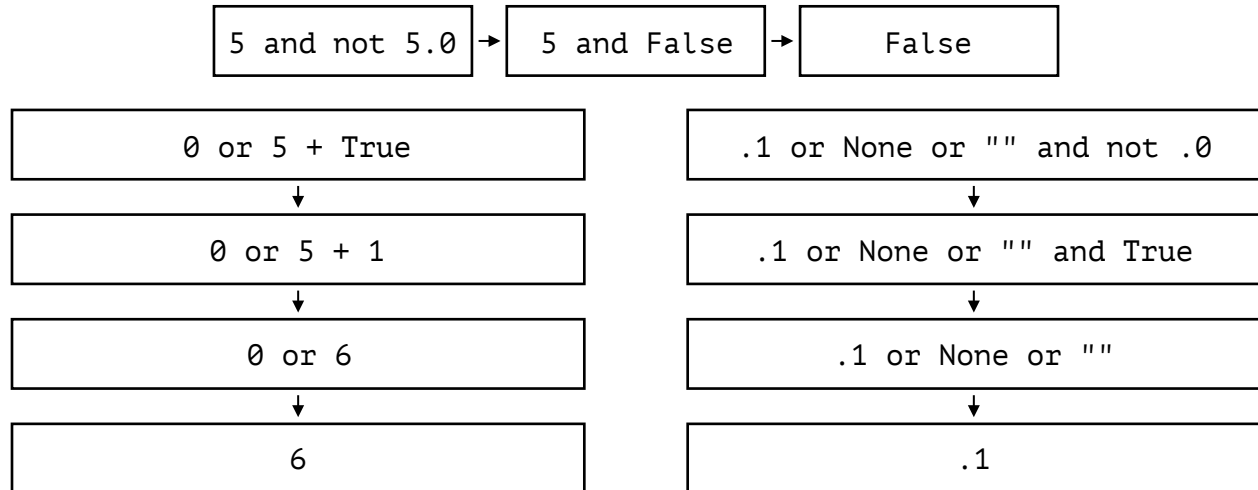 5 and not 5.0 → 5 and False → False
0 or 5 + True
0 or 5 + 1
0 or 6
6
.1 or None or "" and not .0
.1 or None or "" and True
.1 or None or ""
.1